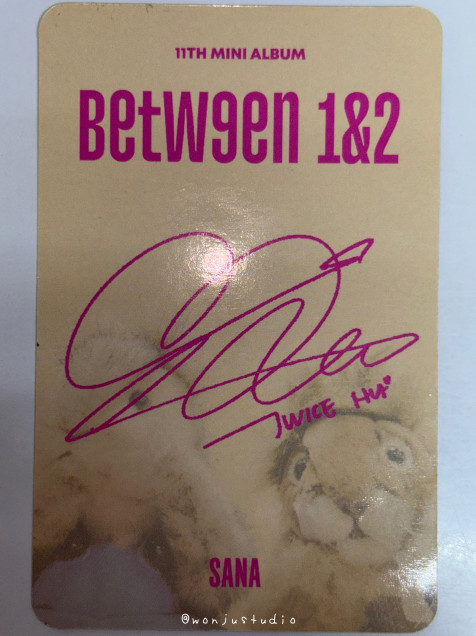 11TH MINI ALBUM
BetW9en 1&2
TWICE
SANA
@wonjustudio